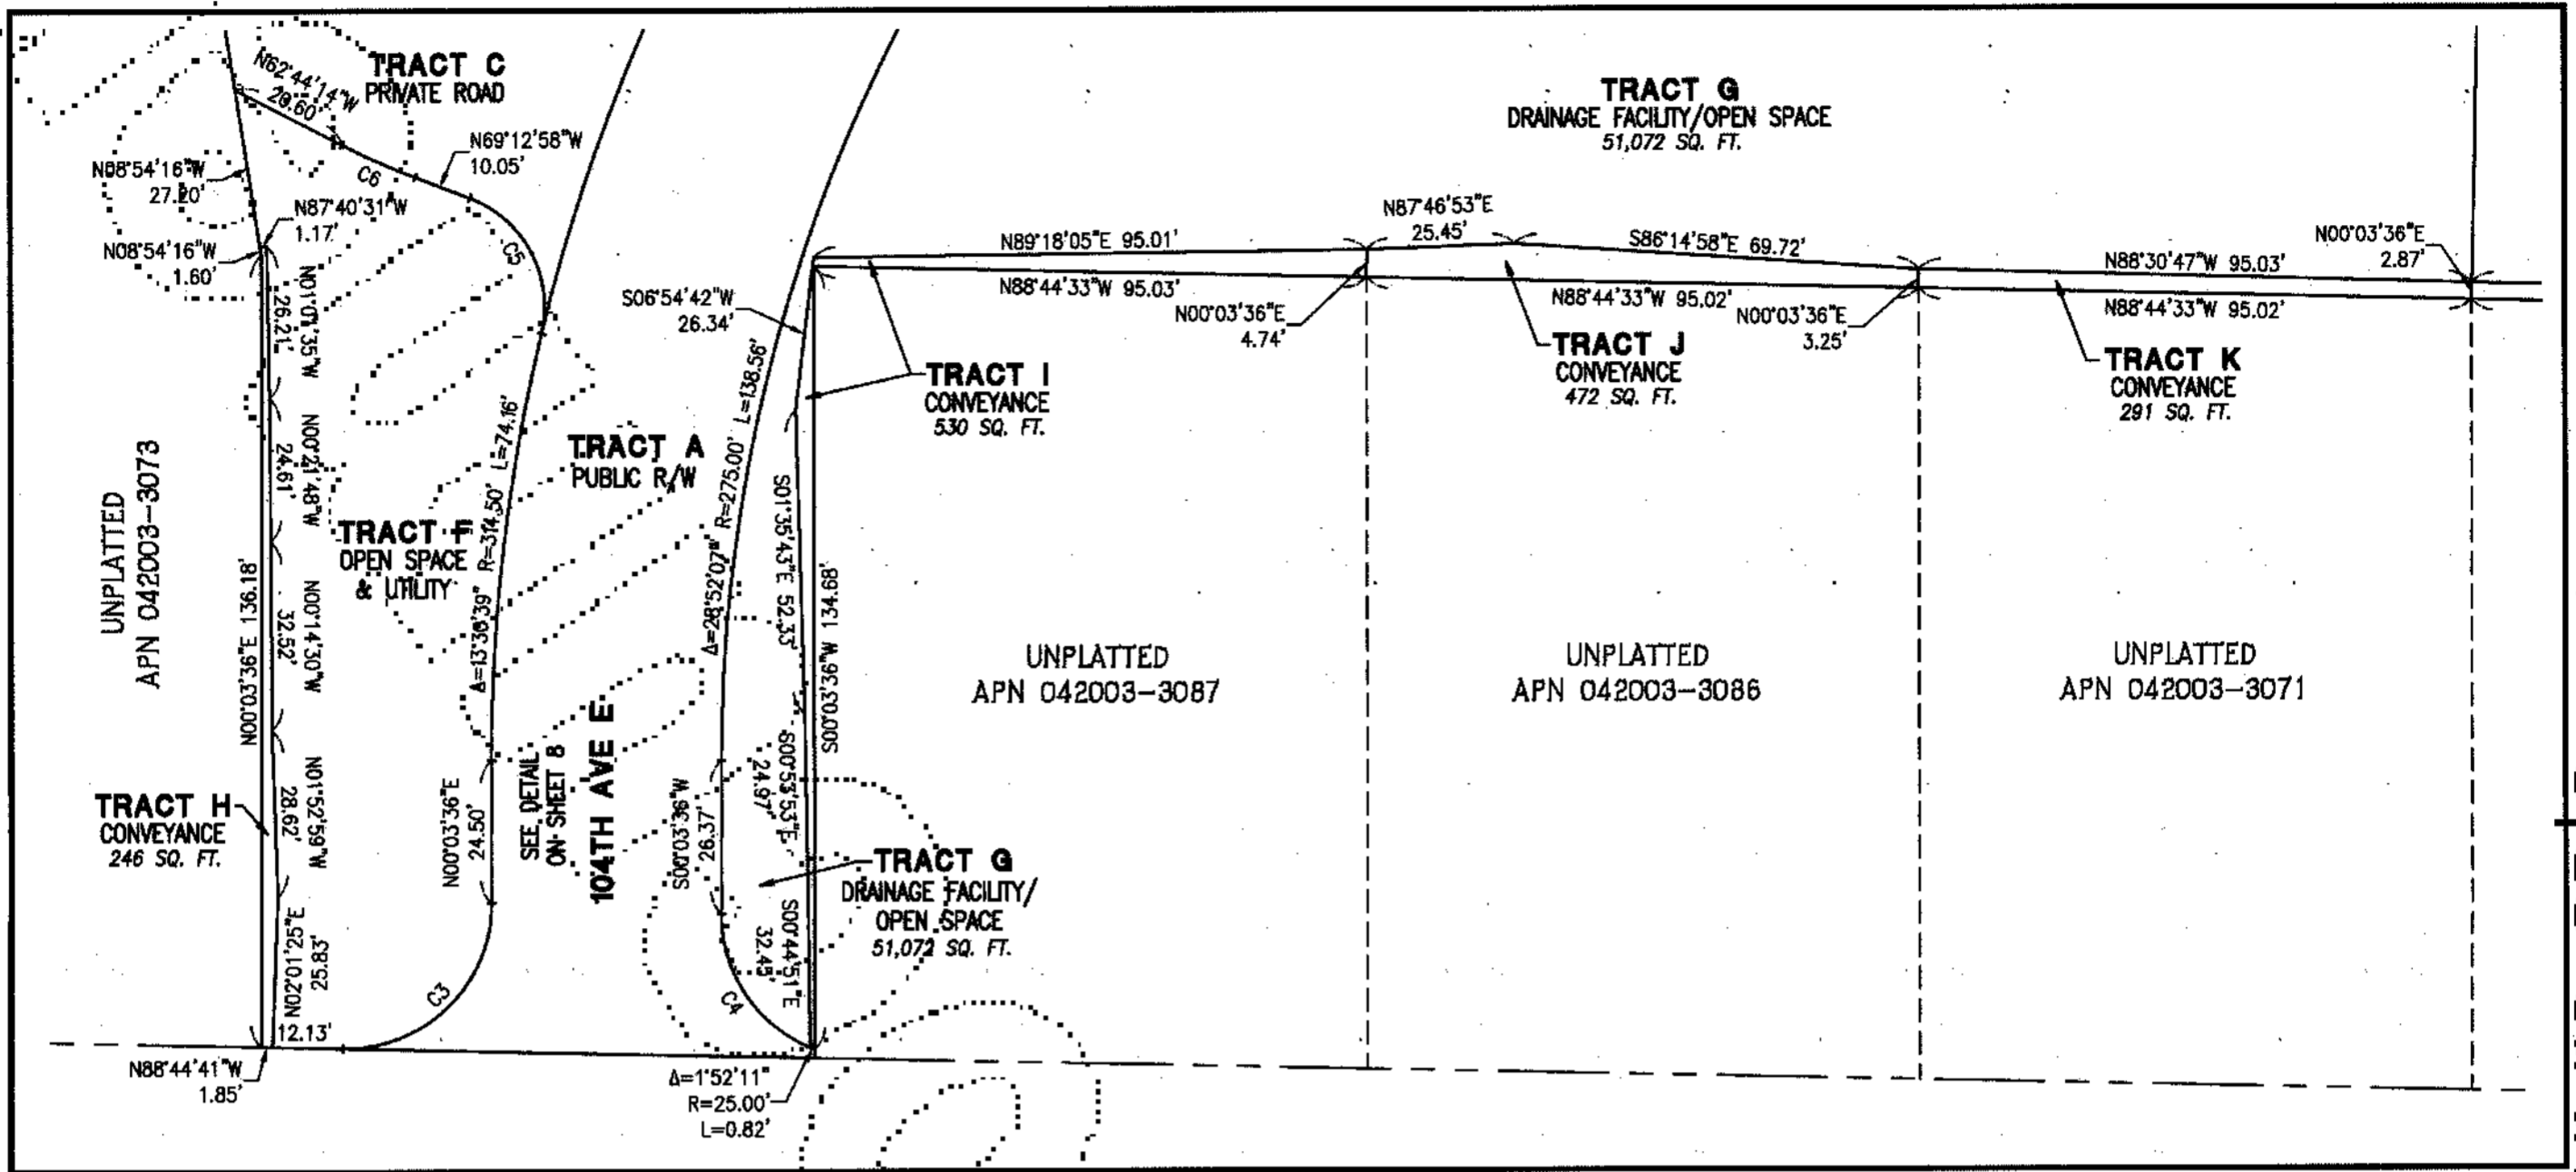 TRACT C
PRIVATE ROAD
N62°44'14"W
20.60'
N69°12'58"W
10.05'
C6
C5
N08°54'16"W
27.20'
N87°40'31"W
1.17'
N08°54'16"W
1.60'
TRACT G
DRAINAGE FACILITY/OPEN SPACE
51,072 SQ. FT.
N89°18'05"E 95.01'
N88°44'33"W 95.03'
N87°46'53"E
25.45'
S86°14'58"E 69.72'
N00°03'36"E
2.87'
N88°30'47"W 95.03'
N88°44'33"W 95.02'
N88°44'33"W 95.02'
N00°03'36"E
4.74'
N00°03'36"E
3.25'
S06°54'42"W
26.34'
TRACT I
CONVEYANCE
530 SQ. FT.
TRACT J
CONVEYANCE
472 SQ. FT.
TRACT K
CONVEYANCE
291 SQ. FT.
UNPLATTED
APN 042003-3073
N01°01'35"W
26.21'
N00°21'48"W
24.61'
N00°14'30"W
32.52'
N01°52'59"W
28.62'
N02°01'25"E
25.83'
N00°03'36"E 136.18'
TRACT F
OPEN SPACE
& UTILITY
TRACT A
PUBLIC R/W
R=314.50' L=74.16'
Δ=28°52'07" R=275.00' L=138.56'
S01°35'43"E 52.33'
S00°03'36"W 134.68'
UNPLATTED
APN 042003-3087
UNPLATTED
APN 042003-3086
UNPLATTED
APN 042003-3071
TRACT H
CONVEYANCE
246 SQ. FT.
N00°03'36"E
24.50'
SEE DETAIL
ON SHEET 8
104TH AVE E
S00°03'36"W
26.37'
S00°53'53"E
24.97'
S00°44'51"E
32.45'
TRACT G
DRAINAGE FACILITY/
OPEN SPACE
51,072 SQ. FT.
C3
C4
12.13'
N88°44'41"W
1.85'
Δ=1°52'11"
R=25.00'
L=0.82'